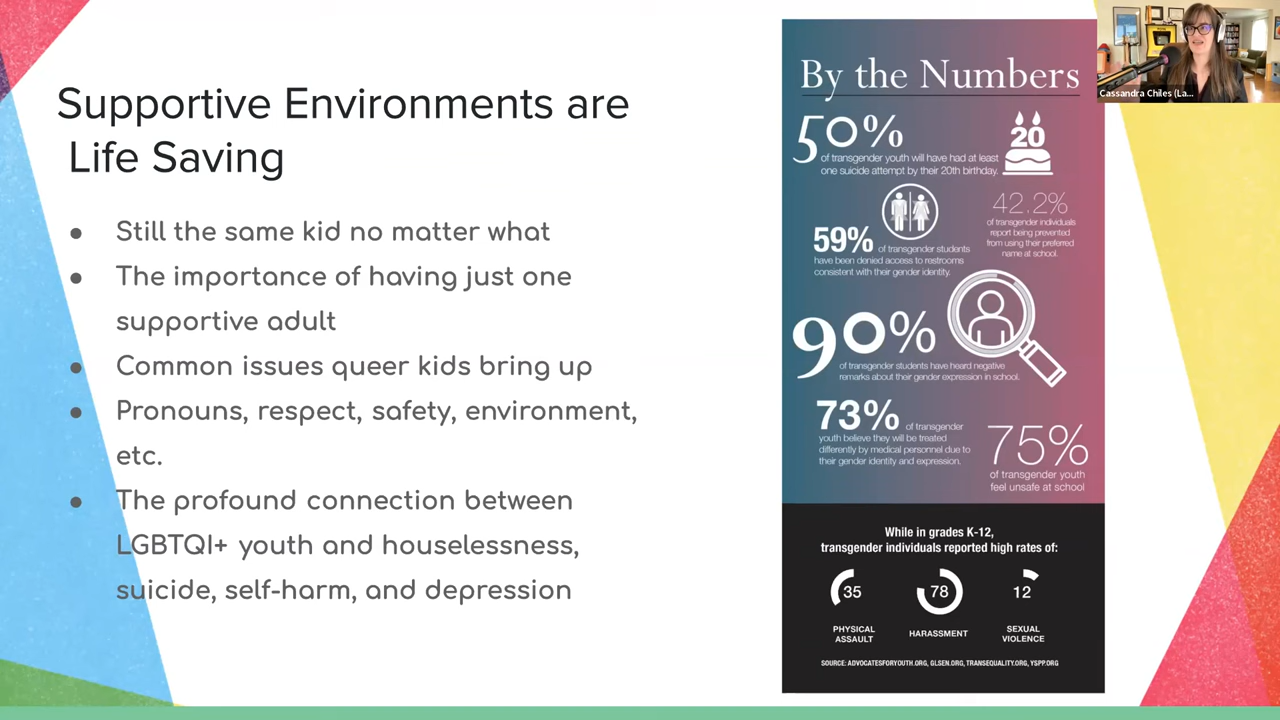 Supportive Environments are
Life Saving
● Still the same kid no matter what
● The importance of having just one
supportive adult
● Common issues queer kids bring up
● Pronouns, respect, safety, environment,
etc.
● The profound connection between
LGBTQI+ youth and houselessness,
suicide, self-harm, and depression
By the Numbers
50%
of transgender youth will have had at least
one suicide attempt by their 20th birthday.
20
59% of transgender students
have been denied access to restrooms
consistent with their gender identity.
42.2%
of transgender individuals
report being prevented
from using their preferred
name at school.
90%
of transgender students have heard negative
remarks about their gender expression in school.
73% of transgender
youth believe they will be treated
differently by medical personnel due to
their gender identity and expression.
75%
of transgender youth
feel unsafe at school
While in grades K-12,
transgender individuals reported high rates of:
35
PHYSICAL
ASSAULT
78
HARASSMENT
12
SEXUAL
VIOLENCE
SOURCE: ADVOCATESFORYOUTH.ORG, GLSEN.ORG, TRANSEQUALITY.ORG, YSPP.ORG
Cassandra Chiles (La...